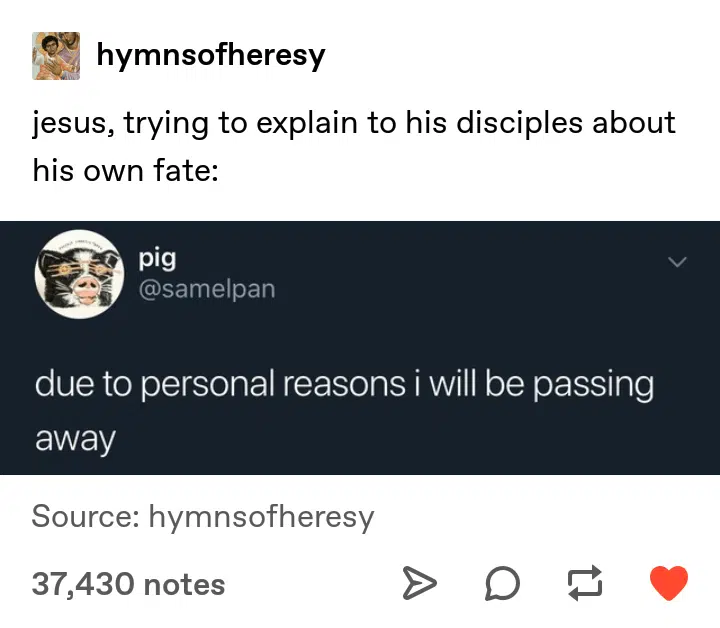 hymnsofheresy
jesus, trying to explain to his disciples about
his own fate:
pig
@samelpan
due to personal reasons i will be passing
away
Source: hymnsofheresy
37,430 notes